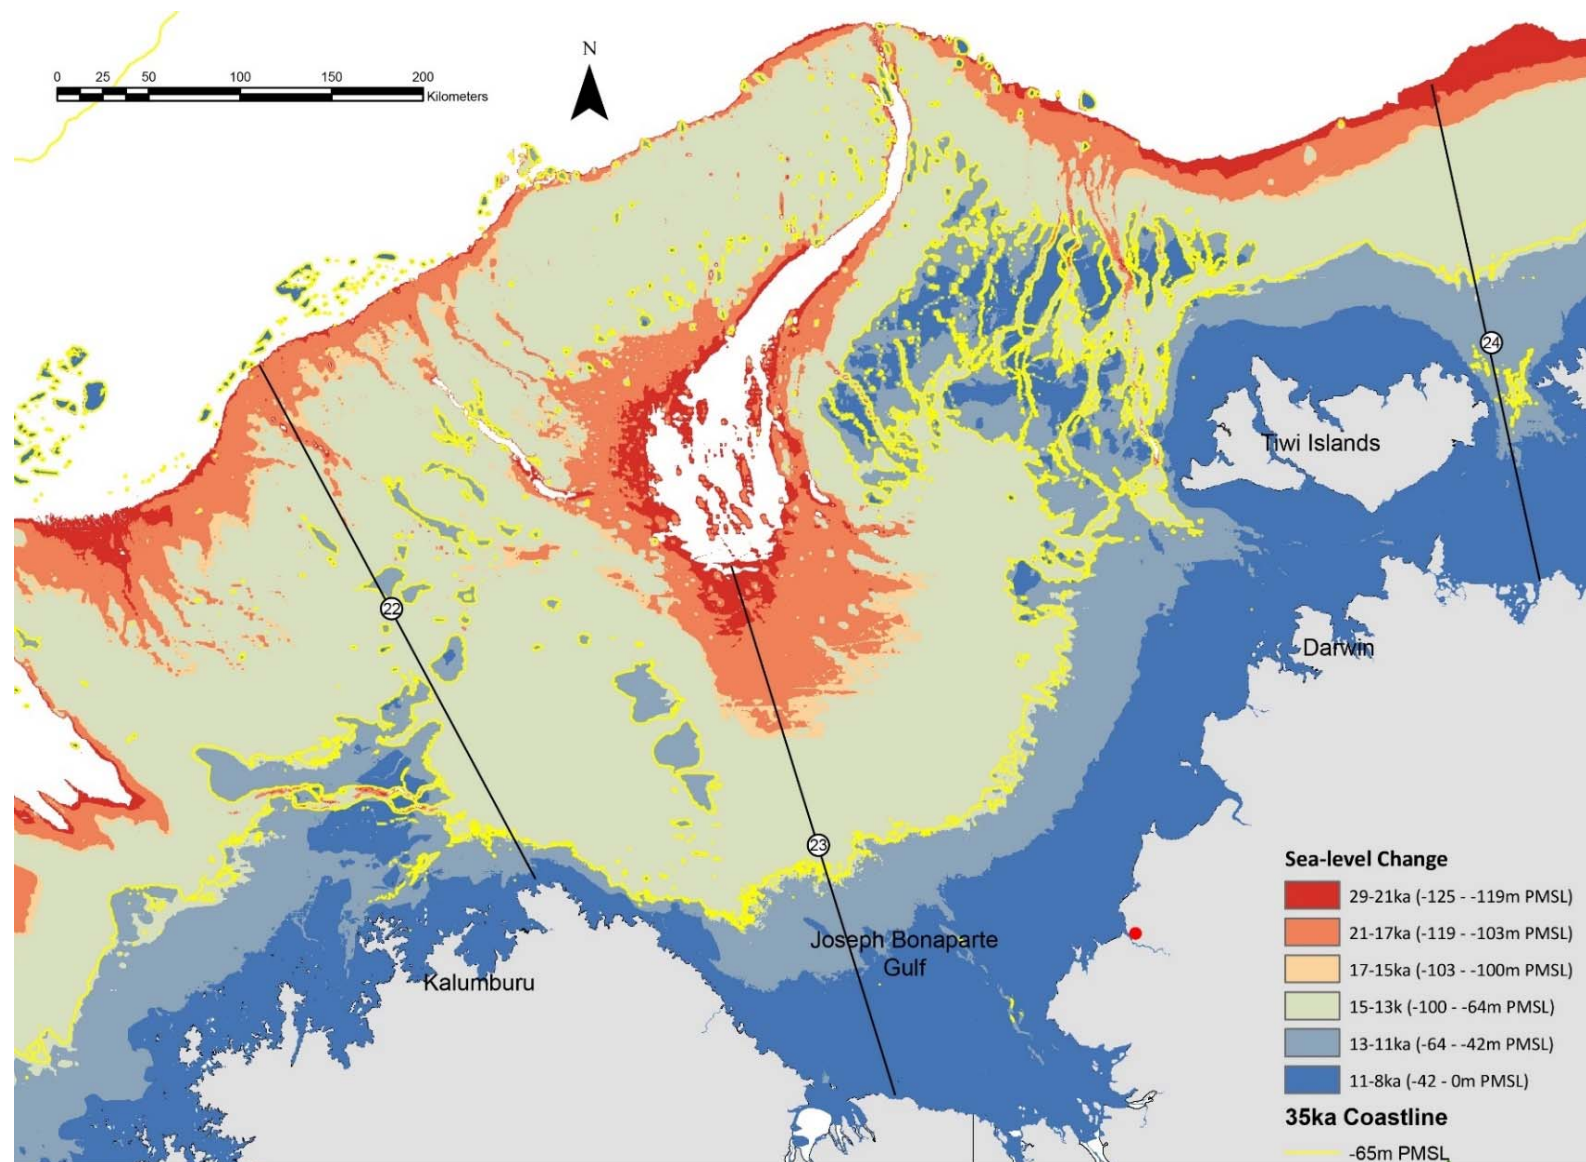 N
0 25 50 100 150 200
Kilometers
24
Tiwi Islands
22
Darwin
23
Joseph Bonaparte
Gulf
Kalumburu
Sea-level Change
29-21ka (-125 - -119m PMSL)
21-17ka (-119 - -103m PMSL)
17-15ka (-103 - -100m PMSL)
15-13k (-100 - -64m PMSL)
13-11ka (-64 - -42m PMSL)
11-8ka (-42 - 0m PMSL)
35ka Coastline
-65m PMSL